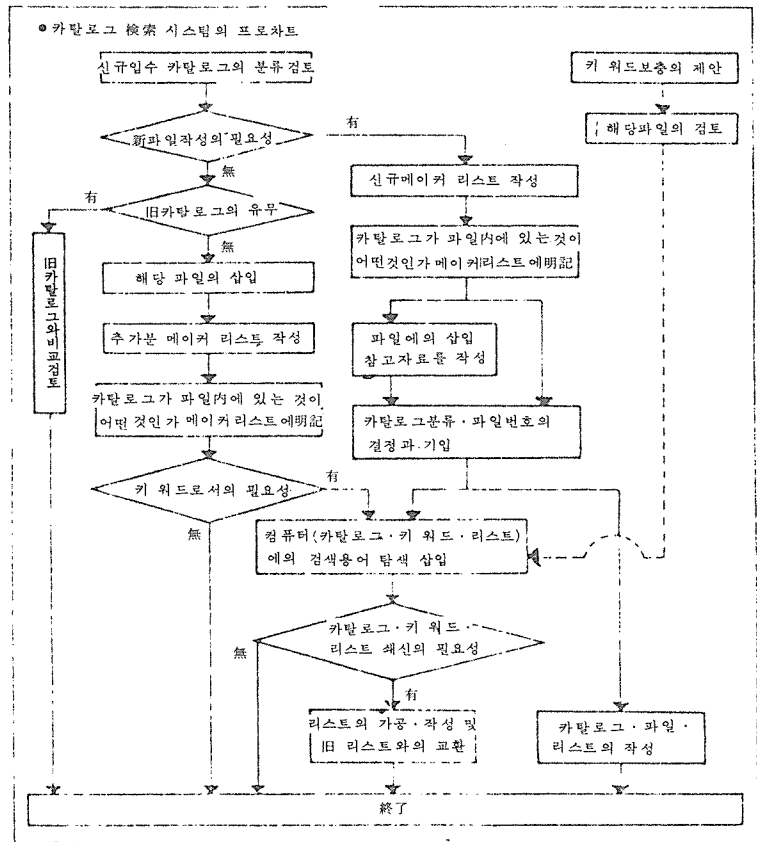 ● 카탈로그 検索 시스팀의 프로차트
신규입수 카탈로그의 분류검토
키 워드보충의 제안
新파일작성의 필요성
有
해당파일의 검토
無
신규메이커 리스트 작성
有
旧카탈로그의 유무
無
카탈로그가 파일內에 있는것이
어떤것인가 메이커리스트에明記
旧카탈로그와비교검토
해당 파일의 삽입
추가분 메이커 리스트 작성
파일에의 삽입
참고자료를 작성
카탈로그가 파일內에 있는 것이
어떤 것인가 메이커 리스트에明記
카탈로그분류·파일번호의
결정과·기입
키 워드로서의 필요성
有
無
컴퓨터(카탈로그·키 워드·리스트)
에의 검색용어 탐색 삽입
카탈로그·키 워드·
리스트 쇄신의 필요성
無
有
리스트의 가공·작성 및
旧 리스트와의 교환
카탈로그·파일·
리스트의 작성
終了